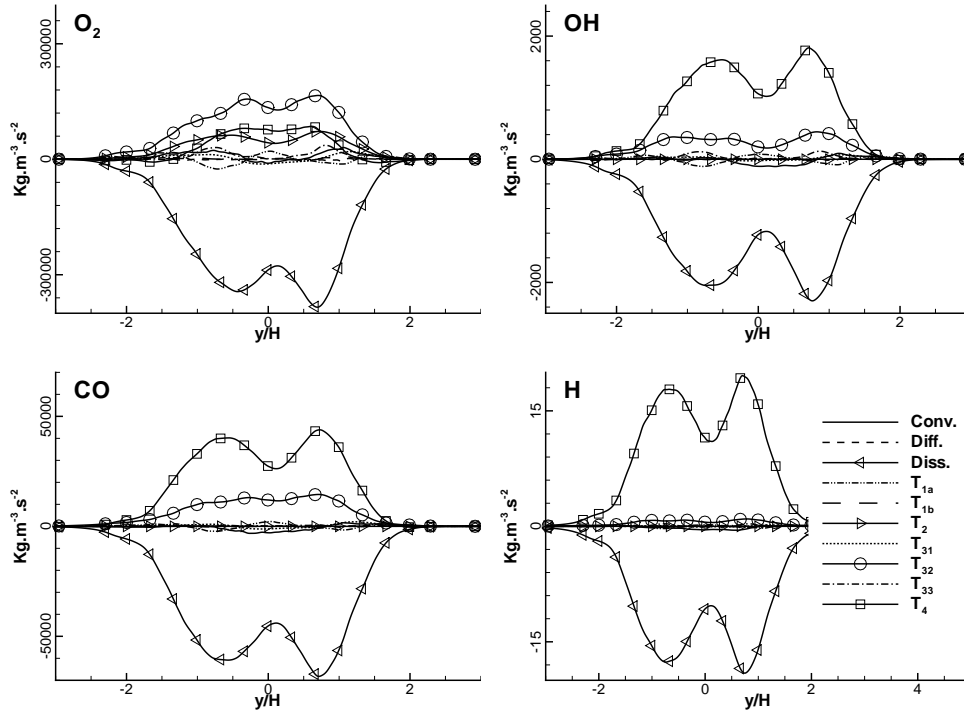 O2
Kg.m-3.s-2
300000
0
-300000
-2
0
2
y/H
OH
Kg.m-3.s-2
2000
0
-2000
-2
0
2
4
y/H
CO
Kg.m-3.s-2
50000
0
-50000
-2
0
2
y/H
H
Kg.m-3.s-2
15
0
-15
-2
0
2
4
y/H
Conv.
Diff.
Diss.
T1a
T1b
T2
T31
T32
T33
T4